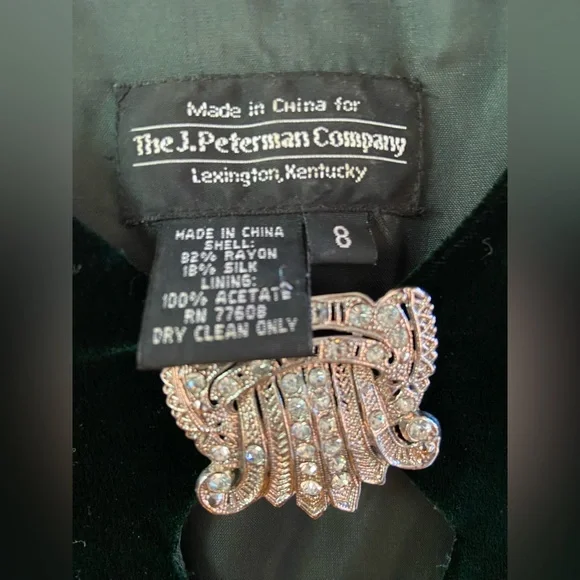 Made in China for
The J. Peterman Company
Lexington, Kentucky
8
MADE IN CHINA
SHELL:
82% RAYON
18% SILK
LINING:
100% ACETATE
RN 77608
DRY CLEAN ONLY